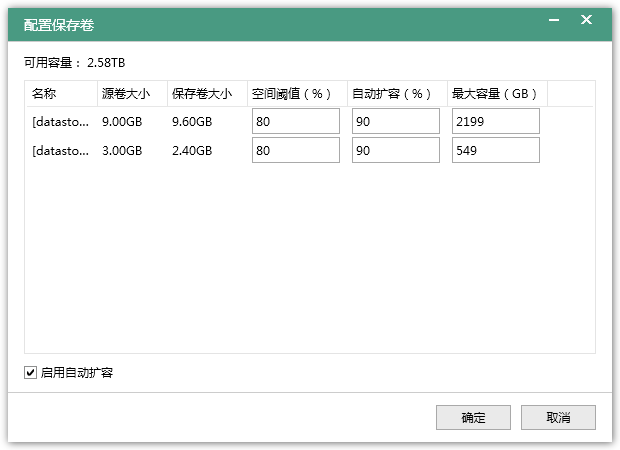 配置保存卷
可用容量： 2.58TB
名称 源卷大小 保存卷大小 空间阈值（%） 自动扩容（%） 最大容量（GB）
[datasto... 9.00GB 9.60GB 80 90 2199
[datasto... 3.00GB 2.40GB 80 90 549
启用自动扩容
确定 取消